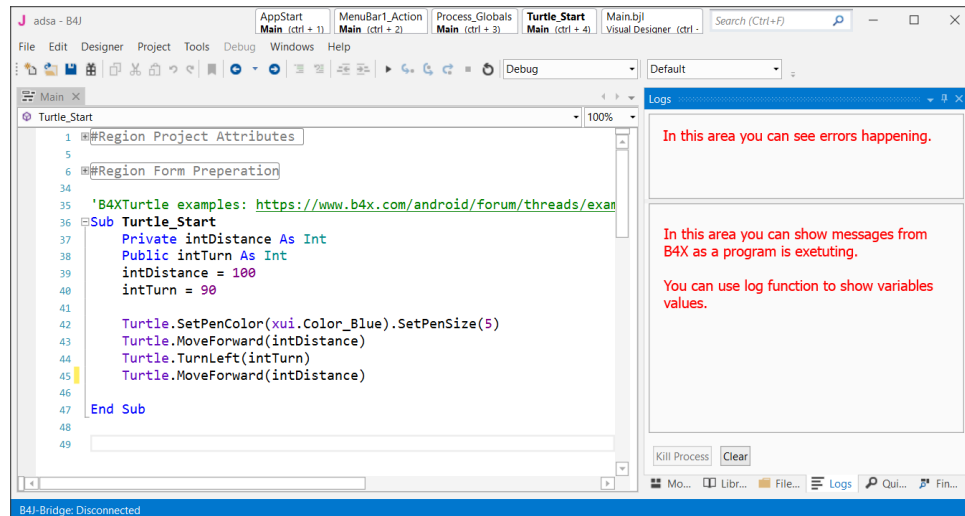 adsa - B4J
AppStart
Main (ctrl + 1)
MenuBar1_Action
Main (ctrl + 2)
Process_Globals
Main (ctrl + 3)
Turtle_Start
Main (ctrl + 4)
Main.bjl
Visual Designer (ctrl -
Search (Ctrl+F)
File Edit Designer Project Tools Debug Windows Help
Debug
Default
Main
Turtle_Start
100%
1 #Region Project Attributes
5
6 #Region Form Preperation
34
35 'B4XTurtle examples: https://www.b4x.com/android/forum/threads/exam
36 Sub Turtle_Start
37 Private intDistance As Int
38 Public intTurn As Int
39 intDistance = 100
40 intTurn = 90
41
42 Turtle.SetPenColor(xui.Color_Blue).SetPenSize(5)
43 Turtle.MoveForward(intDistance)
44 Turtle.TurnLeft(intTurn)
45 Turtle.MoveForward(intDistance)
46
47 End Sub
48
49
Logs
In this area you can see errors happening.
In this area you can show messages from
B4X as a program is exetuting.
You can use log function to show variables
values.
Kill Process Clear
Mo... Libr... File... Logs Qui... Fin...
B4J-Bridge: Disconnected